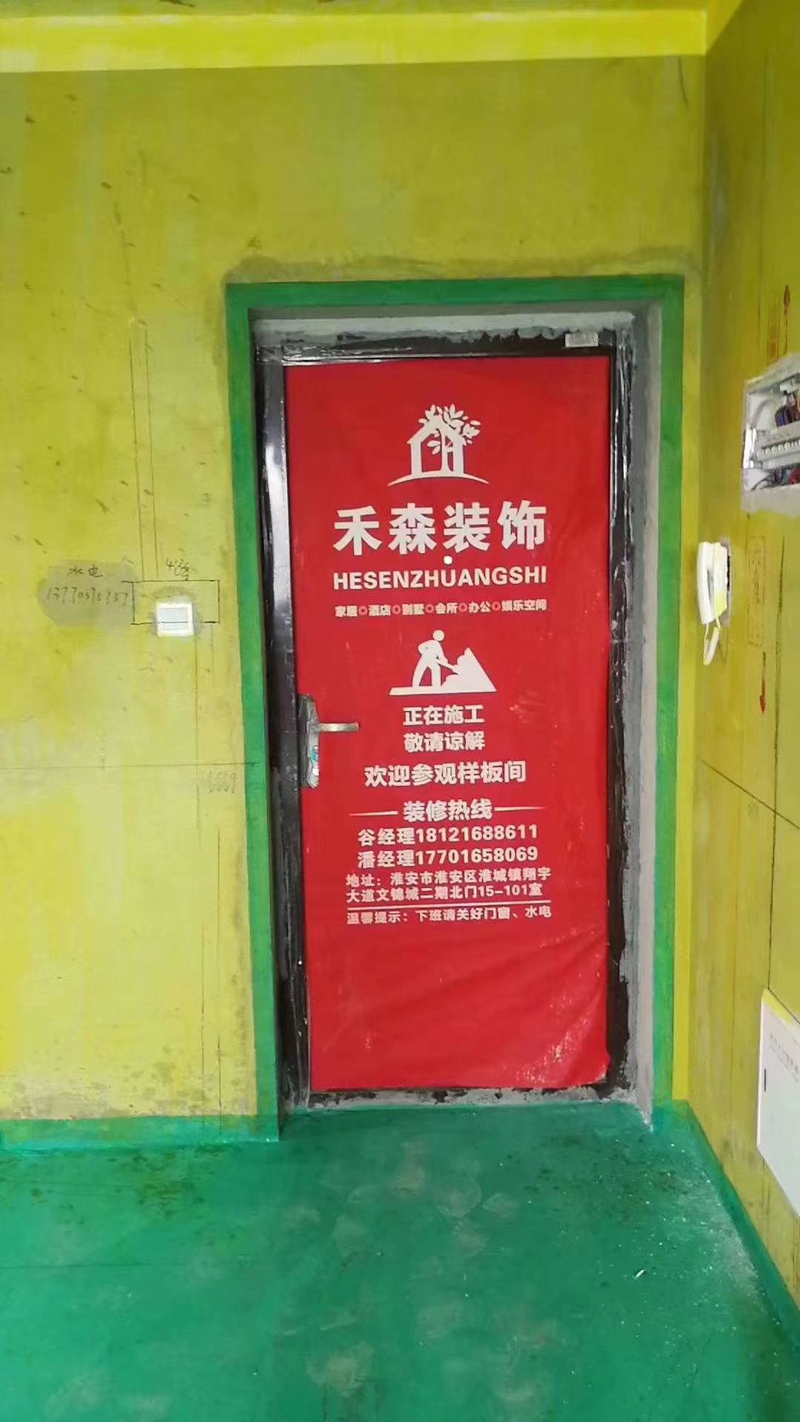 禾森装饰
HESENZHUANGSHI
家居○酒店○别墅○会所○办公○娱乐空间
正在施工
敬请谅解
欢迎参观样板间
装修热线
谷经理18121688611
潘经理17701658069
地址：淮安市淮安区淮城镇翔宇
大道文锦城二期北门15-101室
温馨提示：下班请关好门窗、水电
水电